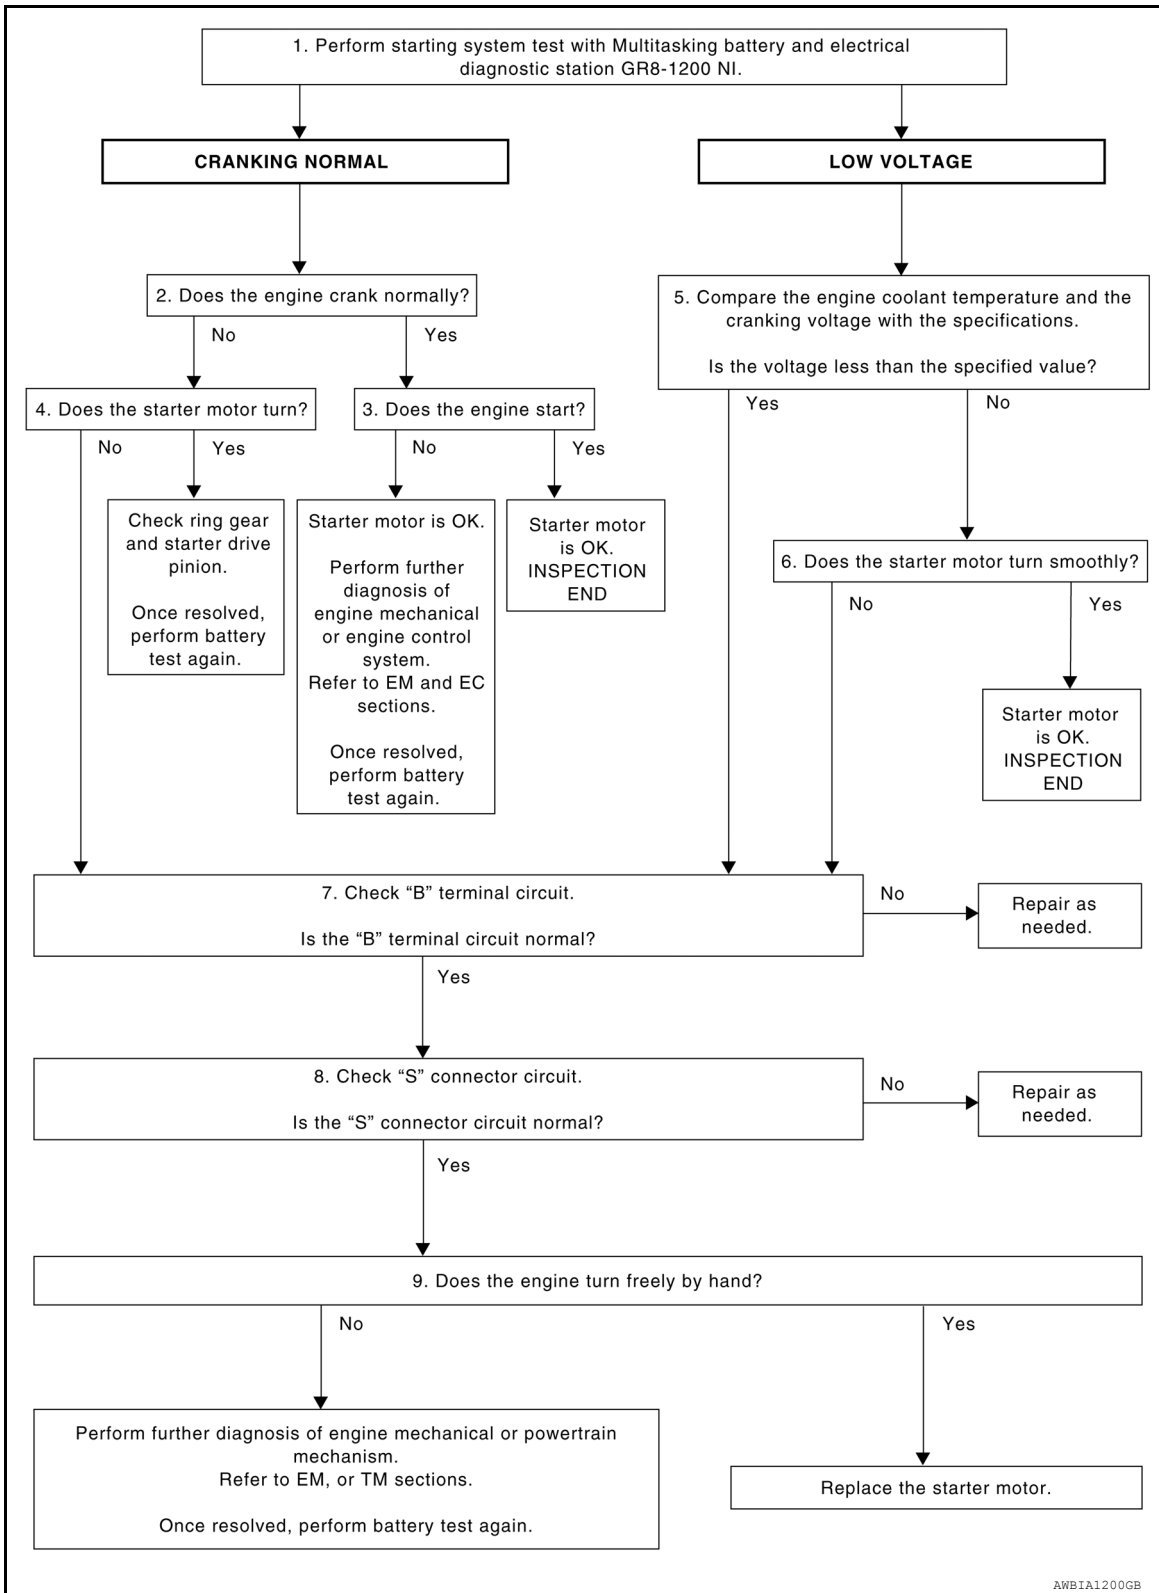 1. Perform starting system test with Multitasking battery and electrical
diagnostic station GR8-1200 NI.
CRANKING NORMAL
LOW VOLTAGE
2. Does the engine crank normally?
No
Yes
4. Does the starter motor turn?
No
Yes
Check ring gear
and starter drive
pinion.
Once resolved,
perform battery
test again.
3. Does the engine start?
No
Yes
Starter motor is OK.
Perform further
diagnosis of
engine mechanical
or engine control
system.
Refer to EM and EC
sections.
Once resolved,
perform battery
test again.
Starter motor
is OK.
INSPECTION
END
5. Compare the engine coolant temperature and the
cranking voltage with the specifications.
Is the voltage less than the specified value?
Yes
No
6. Does the starter motor turn smoothly?
No
Yes
Starter motor
is OK.
INSPECTION
END
7. Check “B” terminal circuit.
Is the “B” terminal circuit normal?
No
Repair as
needed.
Yes
8. Check “S” connector circuit.
Is the “S” connector circuit normal?
No
Repair as
needed.
Yes
9. Does the engine turn freely by hand?
No
Yes
Perform further diagnosis of engine mechanical or powertrain
mechanism.
Refer to EM, or TM sections.
Once resolved, perform battery test again.
Replace the starter motor.
AWBIA1200GB